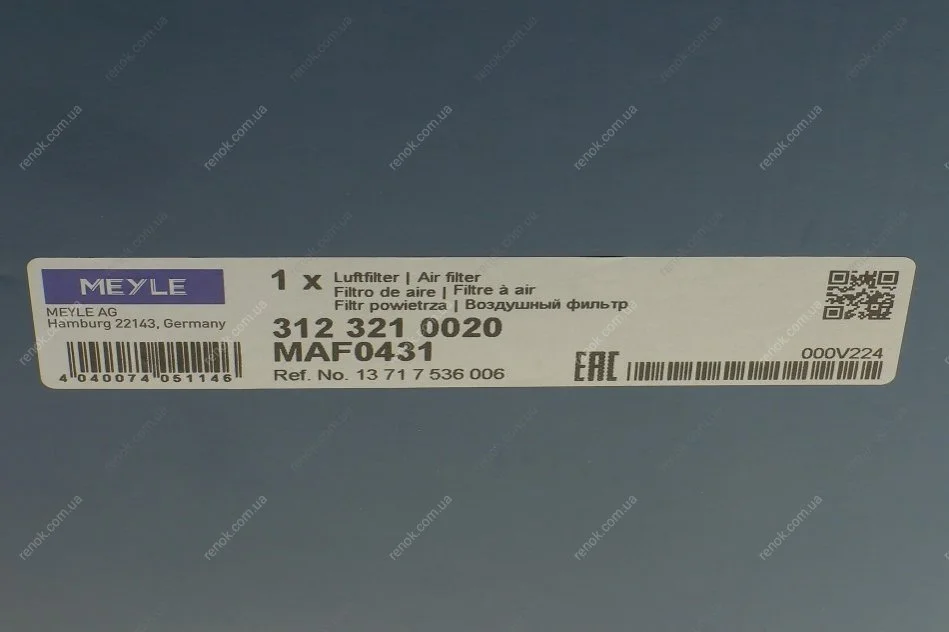 MEYLE
MEYLE AG
Hamburg 22143, Germany
4 040074 051146
1 x Luftfilter | Air filter
Filtro de aire | Filtre à air
Filtr powietrza | Воздушный фильтр
312 321 0020
MAF0431
Ref. No. 13 71 7 536 006
EAC
000V224
renok.com.ua